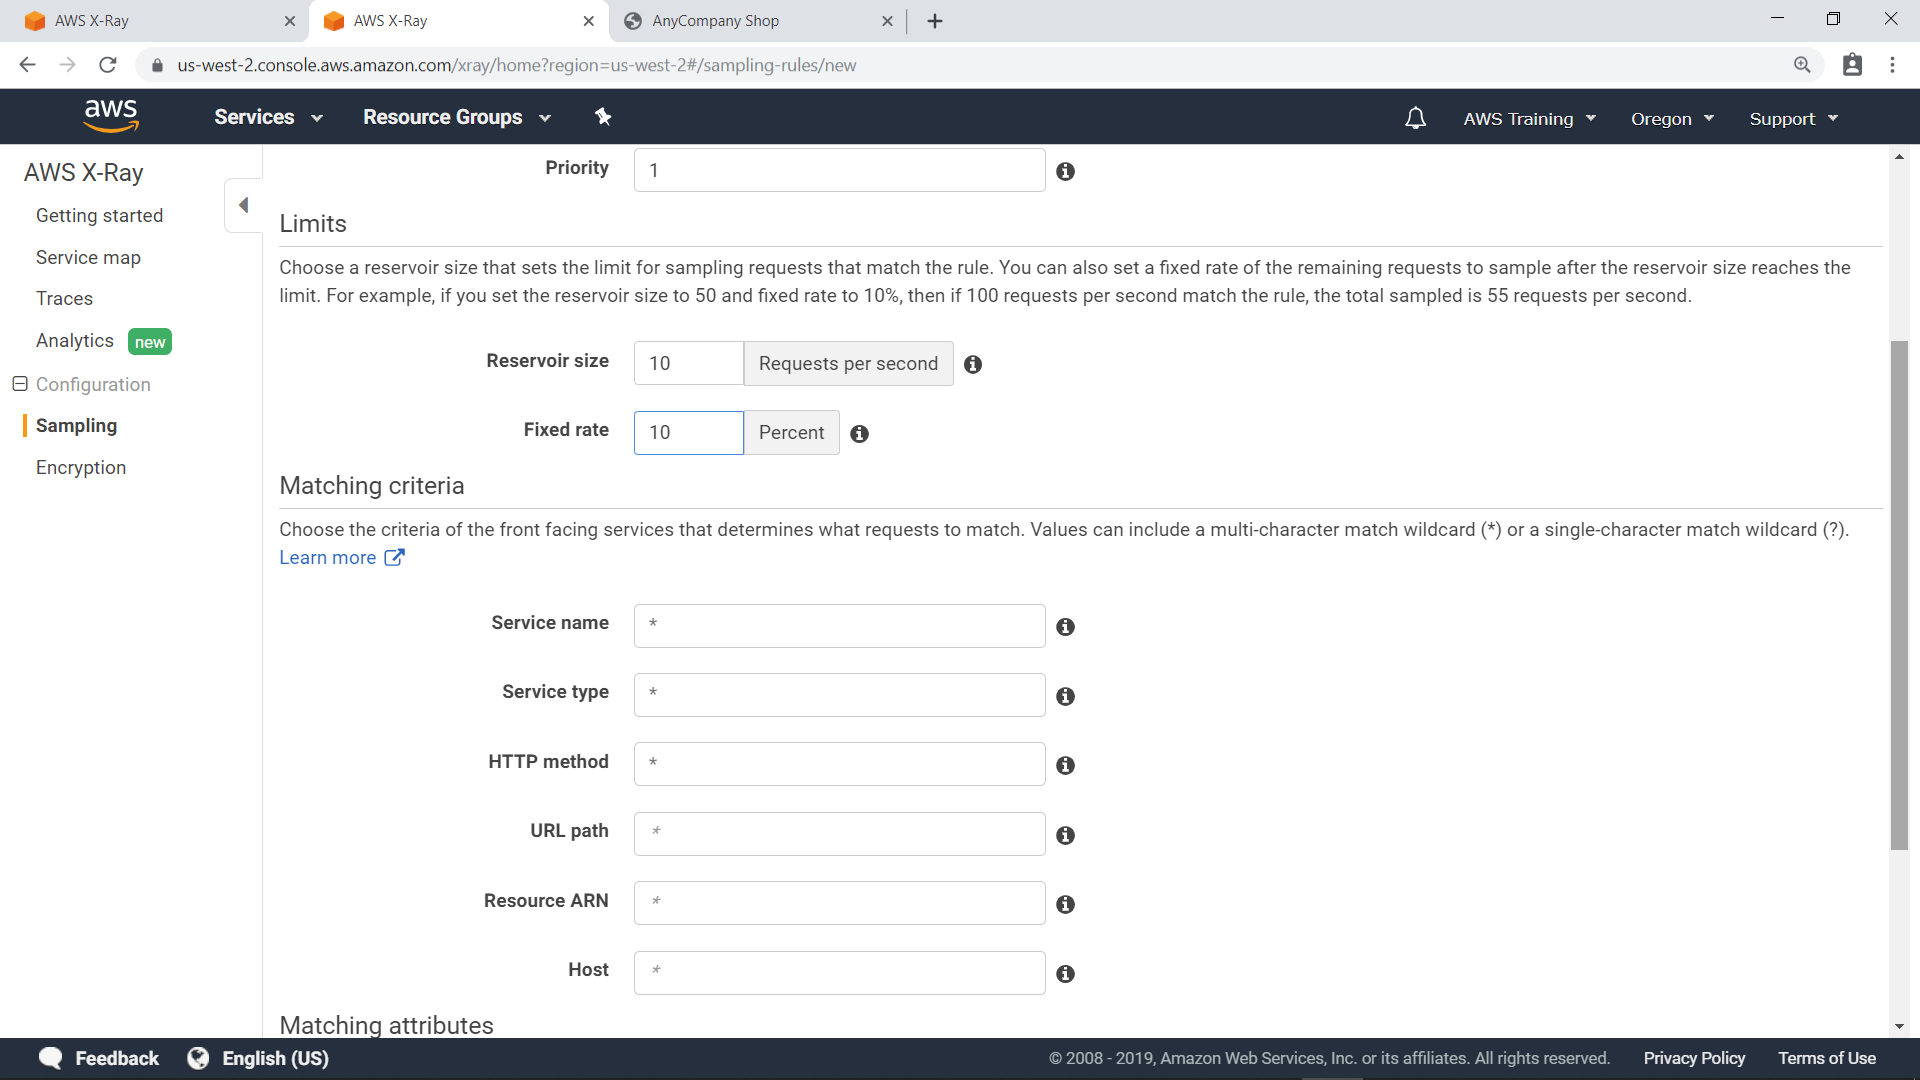 AWS X-Ray
AWS X-Ray
AnyCompany Shop
us-west-2.console.aws.amazon.com/xray/home?region=us-west-2#/sampling-rules/new
aws
Services
Resource Groups
AWS Training
Oregon
Support
AWS X-Ray
Getting started
Service map
Traces
Analytics new
Configuration
Sampling
Encryption
Priority 1
Limits
Choose a reservoir size that sets the limit for sampling requests that match the rule. You can also set a fixed rate of the remaining requests to sample after the reservoir size reaches the
limit. For example, if you set the reservoir size to 50 and fixed rate to 10%, then if 100 requests per second match the rule, the total sampled is 55 requests per second.
Reservoir size 10 Requests per second
Fixed rate 10 Percent
Matching criteria
Choose the criteria of the front facing services that determines what requests to match. Values can include a multi-character match wildcard (*) or a single-character match wildcard (?).
Learn more
Service name *
Service type *
HTTP method *
URL path *
Resource ARN *
Host *
Matching attributes
Feedback
English (US)
© 2008 - 2019, Amazon Web Services, Inc. or its affiliates. All rights reserved.
Privacy Policy
Terms of Use